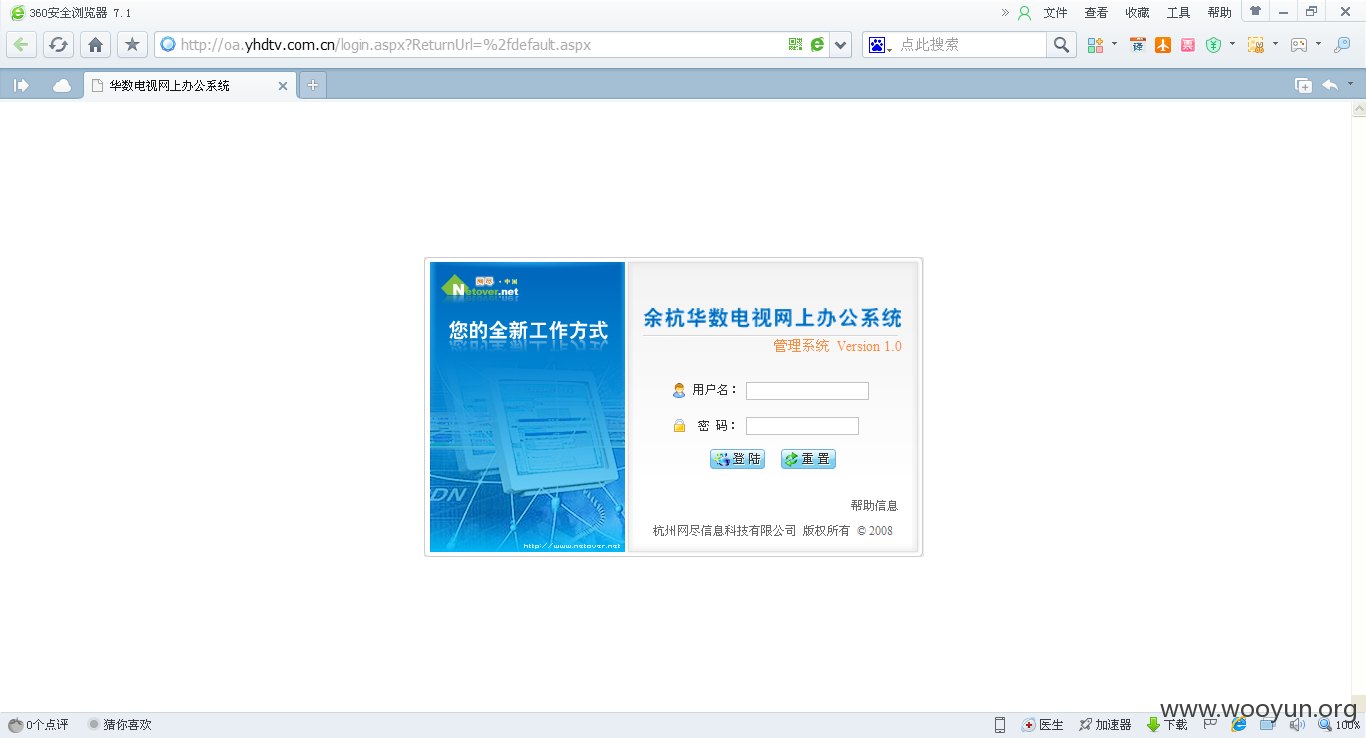 360安全浏览器 7.1
文件 查看 收藏 工具 帮助
http://oa.yhdtv.com.cn/login.aspx?ReturnUrl=%2fdefault.aspx
点此搜索
译
票
华数电视网上办公系统
Netover.net
您的全新工作方式
http://www.netover.net
余杭华数电视网上办公系统
管理系统 Version 1.0
用户名：
密 码：
登 陆
重 置
帮助信息
杭州网尽信息科技有限公司 版权所有 © 2008
www.wooyun.org
0个点评
猜你喜欢
医生
加速器
下载
100%